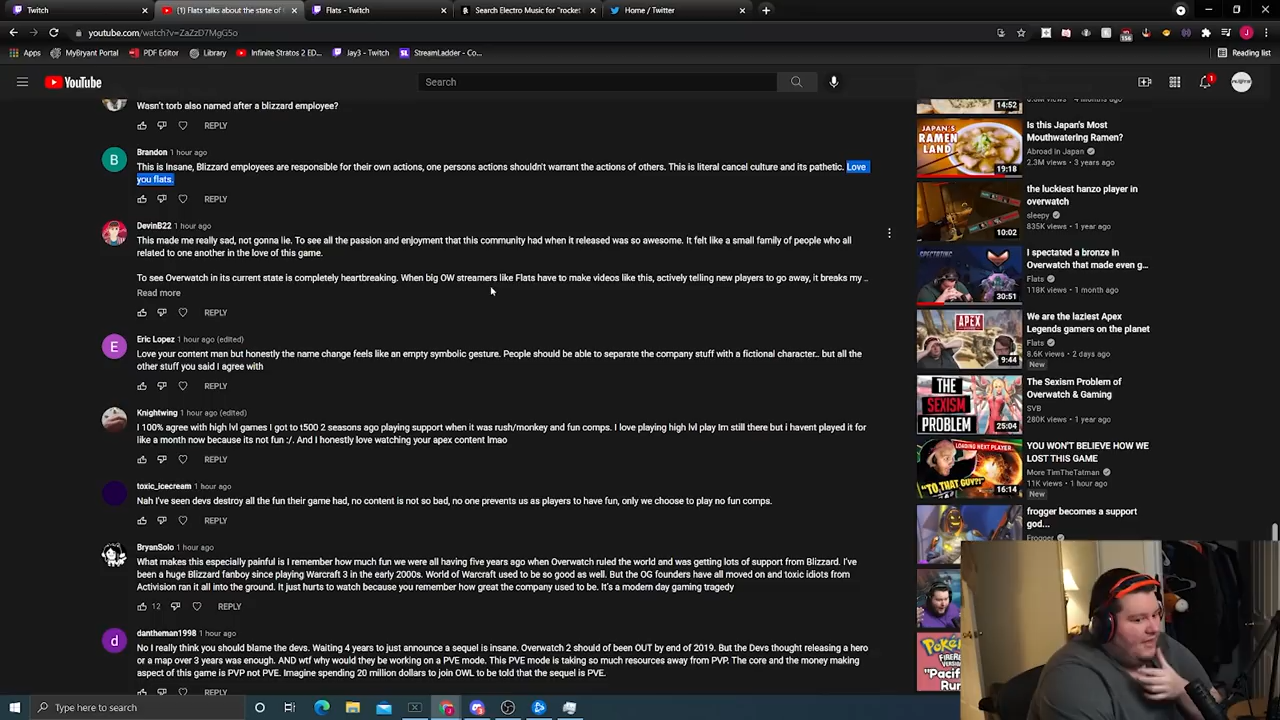 Twitch
(1) Flats talks about the state of
Flats - Twitch
Search Electro Music for "rocket
Home / Twitter
youtube.com/watch?v=ZaZzD7MgG5o
156
Apps
MyBryant Portal
PDF Editor
Library
Infinite Stratos 2 ED...
Jay3 - Twitch
StreamLadder - Co...
Reading list
YouTube
Search
1
Wasn't torb also named after a blizzard employee?
REPLY
B
Brandon 1 hour ago
This is Insane, Blizzard employees are responsible for their own actions, one persons actions shouldn't warrant the actions of others. This is literal cancel culture and its pathetic. Love
you flats.
REPLY
DevinB22 1 hour ago
This made me really sad, not gonna lie. To see all the passion and enjoyment that this community had when it released was so awesome. It felt like a small family of people who all
related to one another in the love of this game.
To see Overwatch in its current state is completely heartbreaking. When big OW streamers like Flats have to make videos like this, actively telling new players to go away, it breaks my ..
Read more
REPLY
E
Eric Lopez 1 hour ago (edited)
Love your content man but honestly the name change feels like an empty symbolic gesture. People should be able to separate the company stuff with a fictional character.. but all the
other stuff you said I agree with
REPLY
Knightwing 1 hour ago (edited)
I 100% agree with high lvl games I got to t500 2 seasons ago playing support when it was rush/monkey and fun comps. I love playing high lvl play Im still there but i havent played it for
like a month now because its not fun :/. And I honestly love watching your apex content lmao
REPLY
toxic_icecream 1 hour ago
Nah I've seen devs destroy all the fun their game had, no content is not so bad, no one prevents us as players to have fun, only we choose to play no fun comps.
REPLY
BryanSolo 1 hour ago
What makes this especially painful is I remember how much fun we were all having five years ago when Overwatch ruled the world and was getting lots of support from Blizzard. I've
been a huge Blizzard fanboy since playing Warcraft 3 in the early 2000s. World of Warcraft used to be so good as well. But the OG founders have all moved on and toxic idiots from
Activision ran it all into the ground. It just hurts to watch because you remember how great the company used to be. It's a modern day gaming tragedy
12
REPLY
d
dantheman1998 1 hour ago
No I really think you should blame the devs. Waiting 4 years to just announce a sequel is insane. Overwatch 2 should of been OUT by end of 2019. But the Devs thought releasing a hero
or a map over 3 years was enough. AND wtf why would they be working on a PVE mode. This PVE mode is taking so much resources away from PVP. The core and the money making
aspect of this game is PVP not PVE. Imagine spending 20 million dollars to join OWL to be told that the sequel is PVE.
REPLY
14:52
JAPAN'S
RAMEN
LAND
19:18
Is this Japan's Most
Mouthwatering Ramen?
Abroad in Japan
2.3M views • 3 years ago
10:02
the luckiest hanzo player in
overwatch
sleepy
835K views • 1 year ago
SPECTATING
30:51
I spectated a bronze in
Overwatch that made even g...
Flats
118K views • 1 month ago
APEX
9:44
We are the laziest Apex
Legends gamers on the planet
Flats
8.6K views • 2 days ago
New
THE
SEXISM
PROBLEM
25:04
The Sexism Problem of
Overwatch & Gaming
SVB
280K views • 1 year ago
LOADING NEXT PLAYER...
"TO THAT GUY?!"
16:14
YOU WON'T BELIEVE HOW WE
LOST THIS GAME
More TimTheTatman
11K views • 1 hour ago
New
frogger becomes a support
god...
Frogger
Type here to search